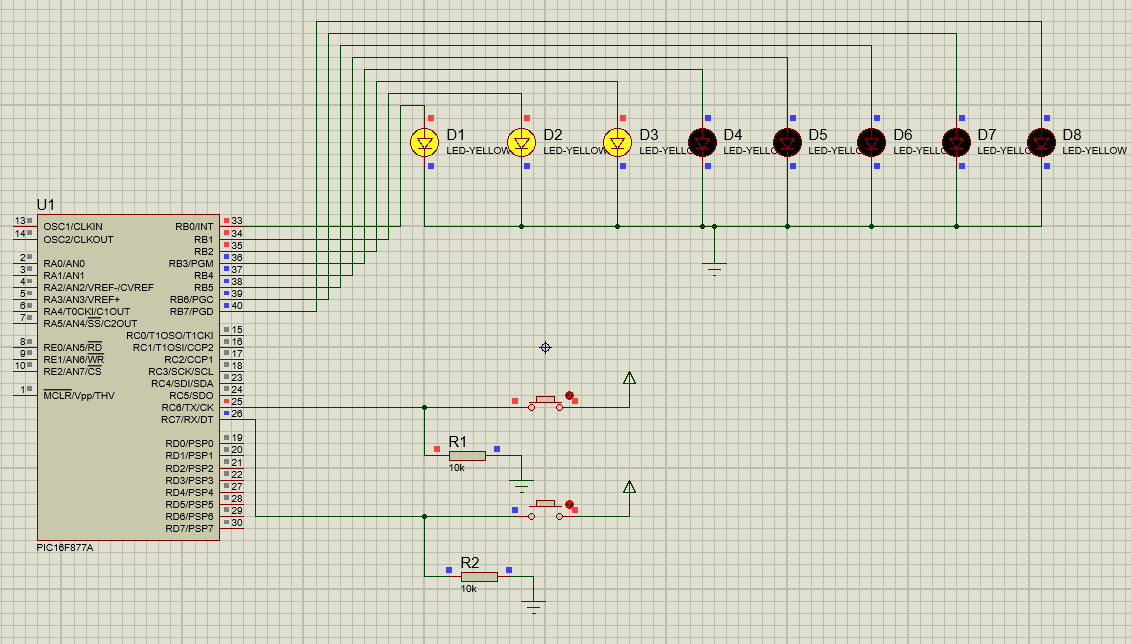 D1
LED-YELLOW
D2
LED-YELLOW
D3
LED-YELLO
D4
LED-YELLO
D5
LED-YELLO
D6
LED-YELLO
D7
LED-YELLO
D8
LED-YELLOW
U1
13 OSC1/CLKIN RB0/INT 33
14 OSC2/CLKOUT RB1 34
RB2 35
2 RA0/AN0 RB3/PGM 36
3 RA1/AN1 RB4 37
4 RA2/AN2/VREF-/CVREF RB5 38
5 RA3/AN3/VREF+ RB6/PGC 39
6 RA4/T0CKI/C1OUT RB7/PGD 40
7 RA5/AN4/SS/C2OUT
RC0/T1OSO/T1CKI 15
8 RE0/AN5/RD RC1/T1OSI/CCP2 16
9 RE1/AN6/WR RC2/CCP1 17
10 RE2/AN7/CS RC3/SCK/SCL 18
RC4/SDI/SDA 23
1 MCLR/Vpp/THV RC5/SDO 24
RC6/TX/CK 25
RC7/RX/DT 26
RD0/PSP0 19
RD1/PSP1 20
RD2/PSP2 21
RD3/PSP3 22
RD4/PSP4 27
RD5/PSP5 28
RD6/PSP6 29
RD7/PSP7 30
PIC16F877A
R1
10k
R2
10k